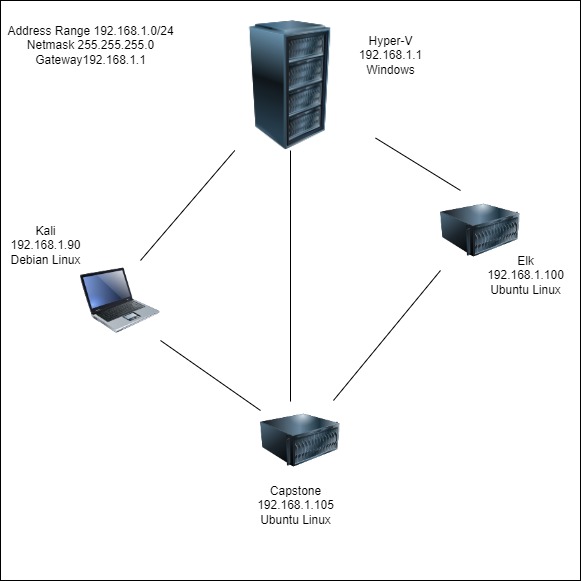 Address Range 192.168.1.0/24
Netmask 255.255.255.0
Gateway192.168.1.1
Hyper-V
192.168.1.1
Windows
Kali
192.168.1.90
Debian Linux
Elk
192.168.1.100
Ubuntu Linux
Capstone
192.168.1.105
Ubuntu Linux